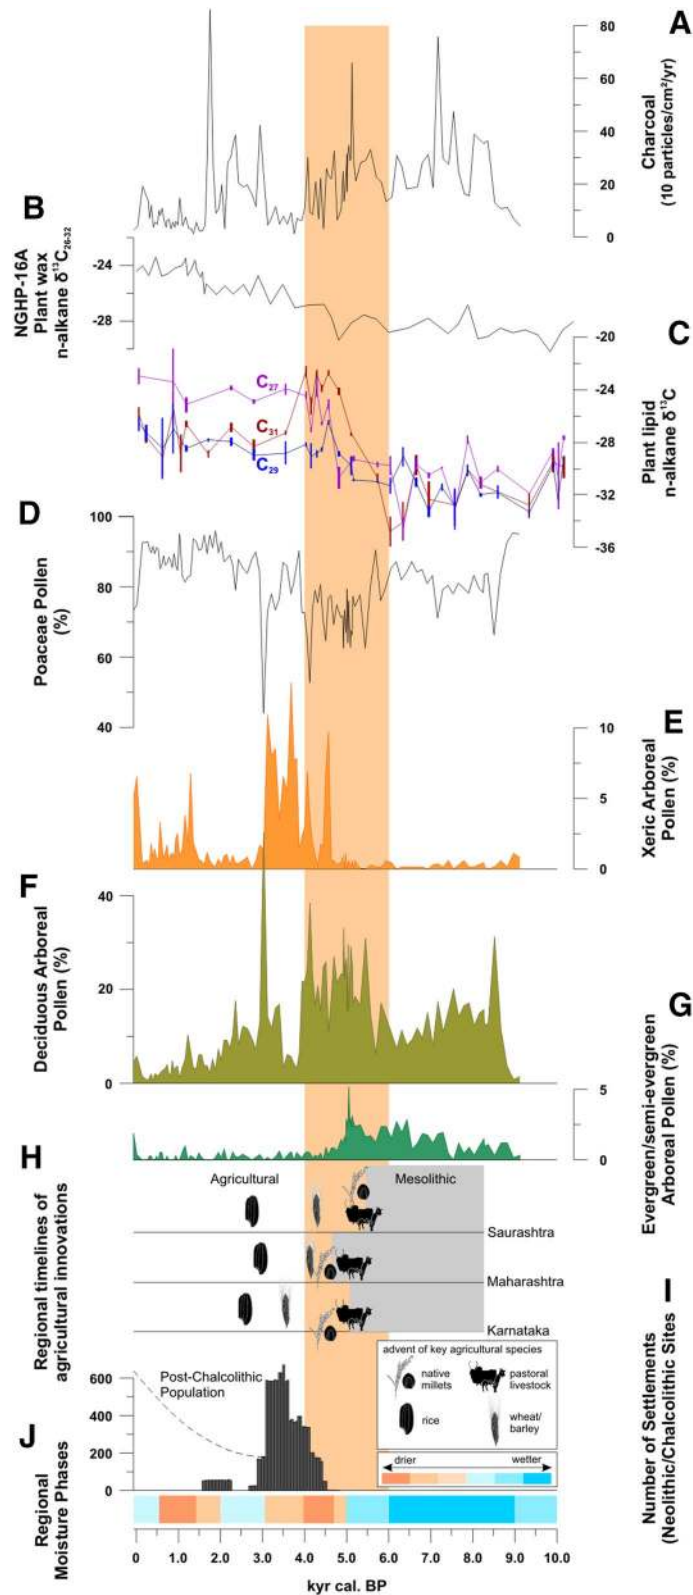 A
80
60
40
20
0
Charcoal
(10 particles/cm²/yr)
B
NGHP-16A
Plant wax
n-alkane δ¹³C₂₆₋₃₂
-24
-28
C
-20
-24
-28
-32
-36
Plant lipid
n-alkane δ¹³C
C₂₇
C₃₁
C₂₉
D
Poaceae Pollen
(%)
100
80
60
40
E
10
5
0
Xeric Arboreal
Pollen (%)
F
Deciduous Arboreal
Pollen (%)
40
20
0
G
5
0
Evergreen/semi-evergreen
Arboreal Pollen (%)
H
Regional timelines of
agricultural innovations
Agricultural
Mesolithic
Saurashtra
Maharashtra
Karnataka
I
Number of Settlements
(Neolithic/Chalcolithic Sites)
600
400
200
0
Post-Chalcolithic
Population
advent of key agricultural species
native
millets
pastoral
livestock
rice
wheat/
barley
drier
wetter
J
Regional
Moisture Phases
0 1.0 2.0 3.0 4.0 5.0 6.0 7.0 8.0 9.0 10.0
kyr cal. BP